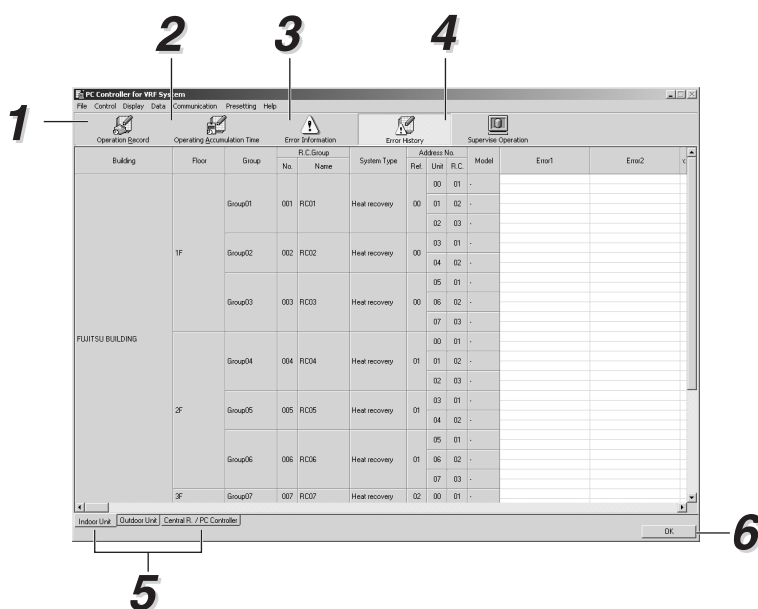 2 3 4
PC Controller for VRF System
File Control Display Data Communication Presetting Help
1
Operation Record Operating Accumulation Time Error Information Error History Supervise Operation
Building Floor Group R.C.Group System Type Address No. Model Error1 Error2
No. Name Ref. Unit R.C.
00 01 -
Group01 001 RC01 Heat recovery 00 01 02 -
02 03 -
03 01 -
1F Group02 002 RC02 Heat recovery 00
04 02 -
05 01 -
Group03 003 RC03 Heat recovery 00 06 02 -
07 03 -
FUJITSU BUILDING 00 01 -
Group04 004 RC04 Heat recovery 01 01 02 -
02 03 -
03 01 -
2F Group05 005 RC05 Heat recovery 01
04 02 -
05 01 -
Group06 006 RC06 Heat recovery 01 06 02 -
07 03 -
3F Group07 007 RC07 Heat recovery 02 00 01 -
Indoor Unit Outdoor Unit Central R. / PC Controller
OK
6
5